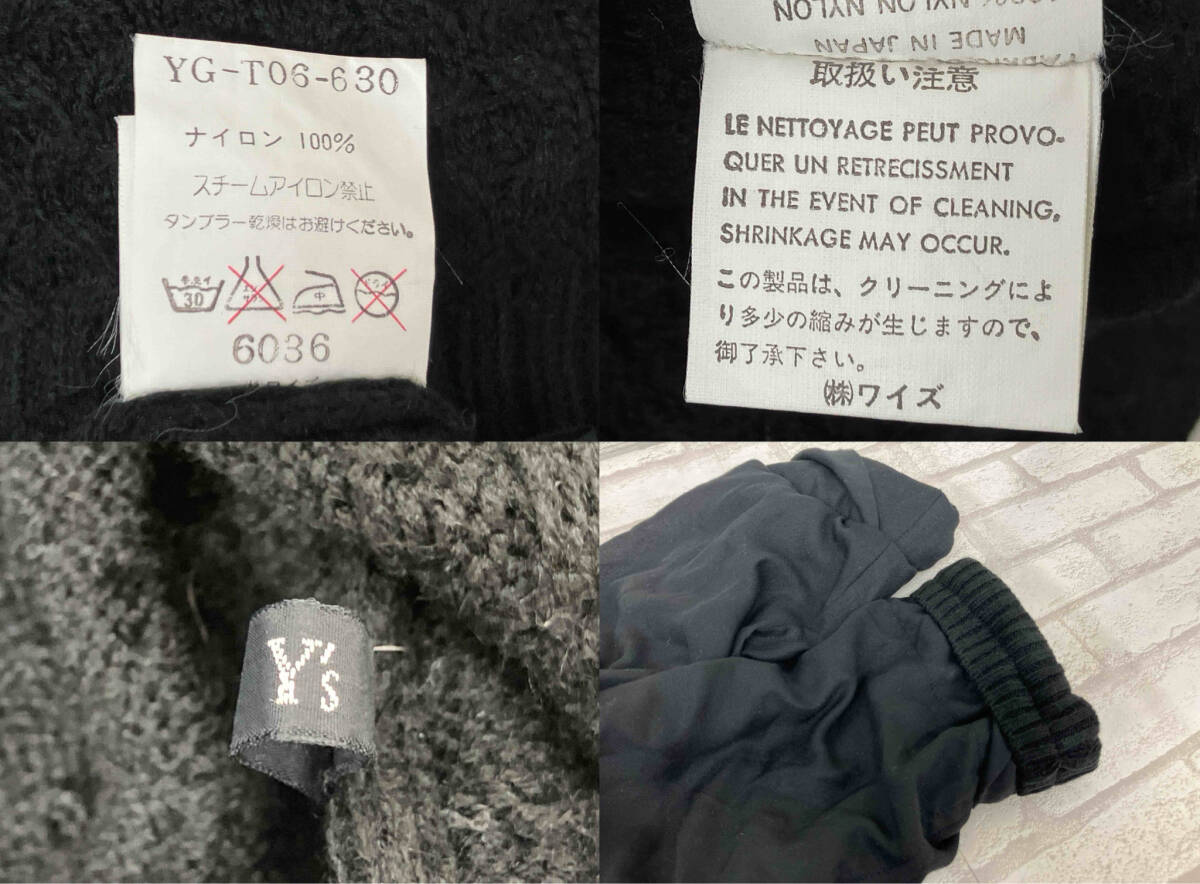 YG-T06-630
ナイロン 100%
スチームアイロン禁止
タンブラー乾燥はお避けください。
30
中
6036
NYLON NYLON
MADE IN JAPAN
取扱い注意
LE NETTOYAGE PEUT PROVO-
QUER UN RETRECISSMENT
IN THE EVENT OF CLEANING,
SHRINKAGE MAY OCCUR.
この製品は、クリーニングによ
り多少の縮みが生じますので、
御了承下さい。
㈱ワイズ
Y's